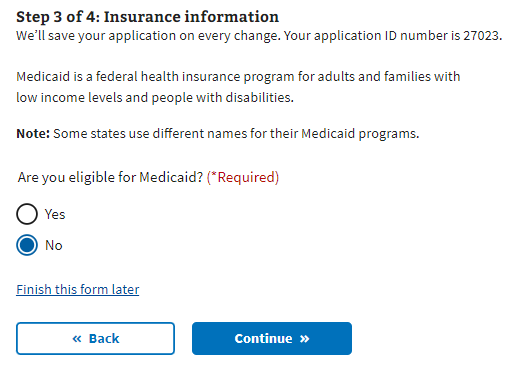 Step 3 of 4: Insurance information
We’ll save your application on every change. Your application ID number is 27023.
Medicaid is a federal health insurance program for adults and families with
low income levels and people with disabilities.
Note: Some states use different names for their Medicaid programs.
Are you eligible for Medicaid? (*Required)
Yes
No
Finish this form later
« Back
Continue »